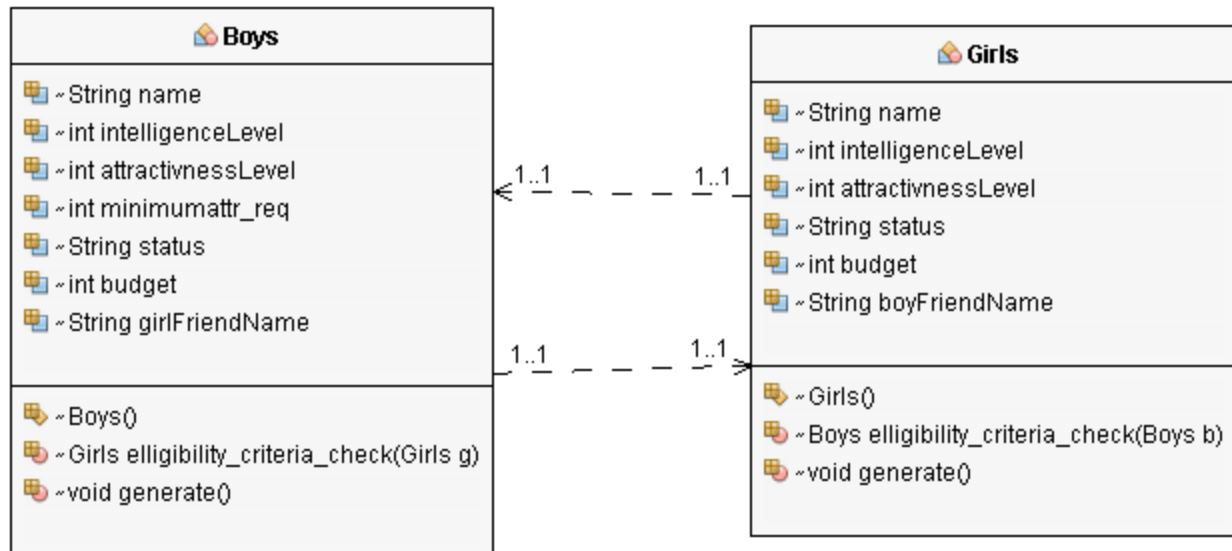 Boys
~String name
~int intelligenceLevel
~int attractivnessLevel
~int minimumattr_req
~String status
~int budget
~String girlFriendName
~Boys()
~Girls elligibility_criteria_check(Girls g)
~void generate()
1..1 1..1
1..1 1..1
Girls
~String name
~int intelligenceLevel
~int attractivnessLevel
~String status
~int budget
~String boyFriendName
~Girls()
~Boys elligibility_criteria_check(Boys b)
~void generate()